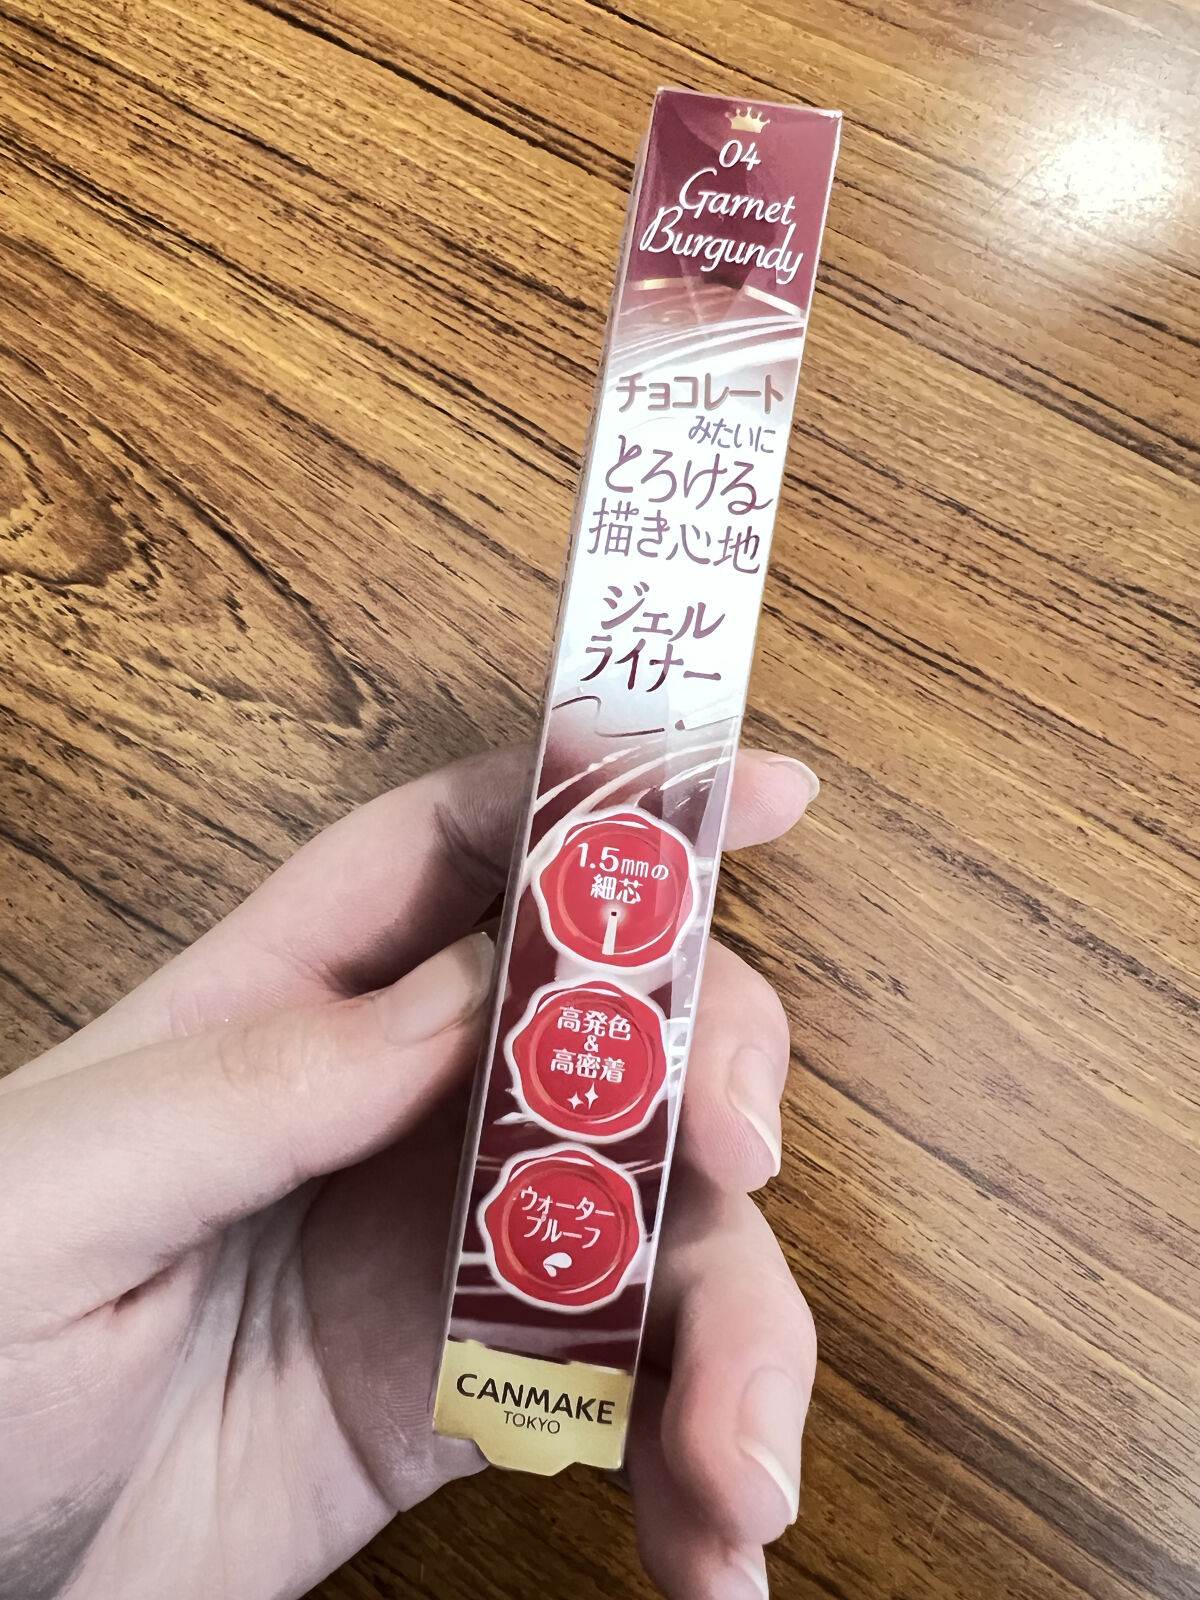 04
Garnet
Burgundy
チョコレート
みたいに
とろける
描き心地
ジェル
ライナー
1.5mmの
細芯
高発色
&
高密着
ウォーター
プルーフ
CANMAKE
TOKYO